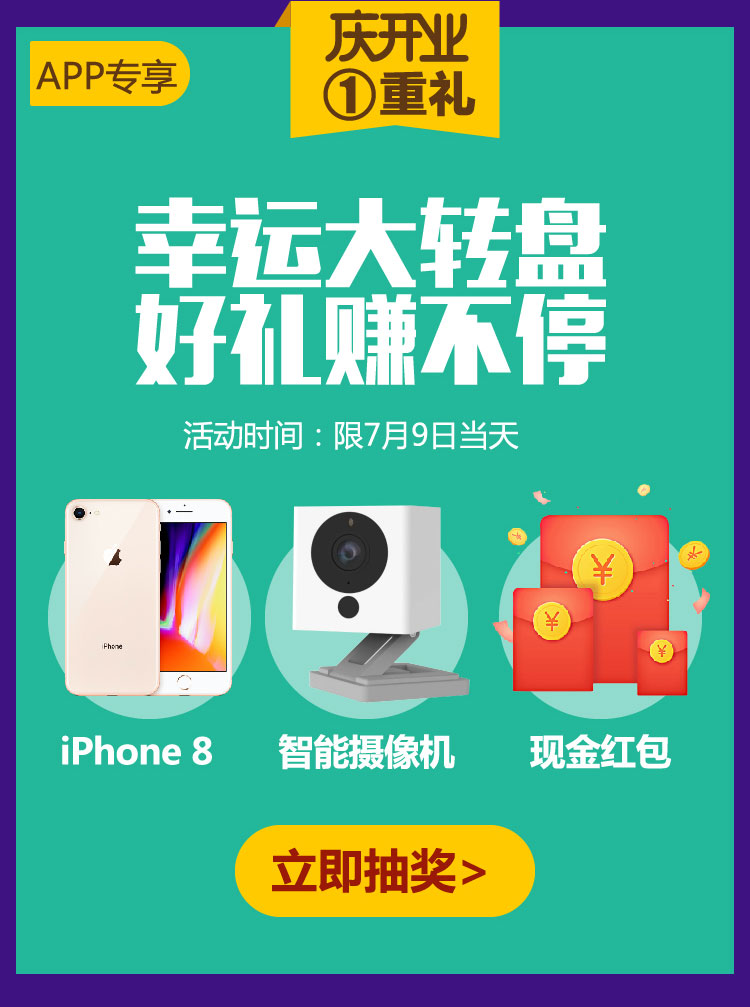 庆开业
①重礼
APP专享
幸运大转盘
好礼赚不停
活动时间：限7月9日当天
iPhone
¥
¥
¥
iPhone 8
智能摄像机
现金红包
立即抽奖>